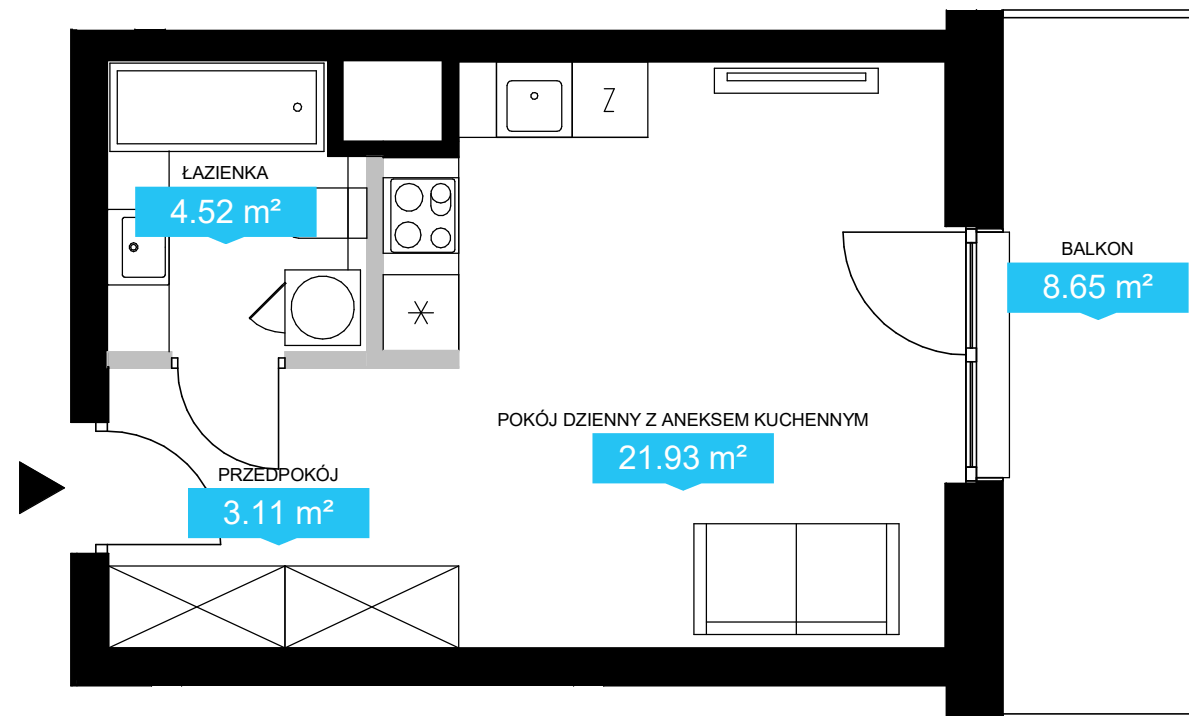 ŁAZIENKA
4.52 m²
Z
BALKON
8.65 m²
POKÓJ DZIENNY Z ANEKSEM KUCHENNYM
21.93 m²
PRZEDPOKÓJ
3.11 m²